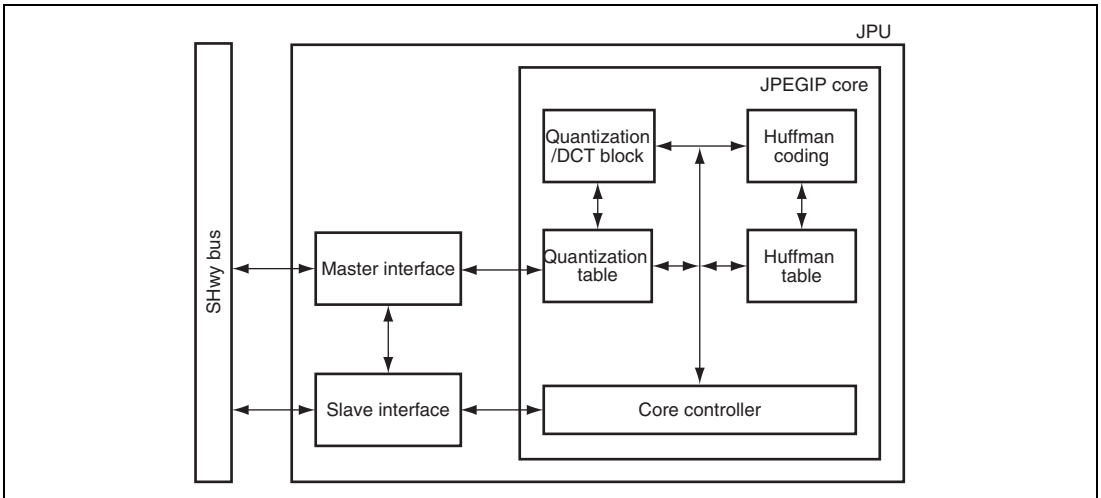 JPU
JPEGIP core
Quantization
/DCT block
Huffman
coding
SHwy bus
Master interface
Quantization
table
Huffman
table
Slave interface
Core controller